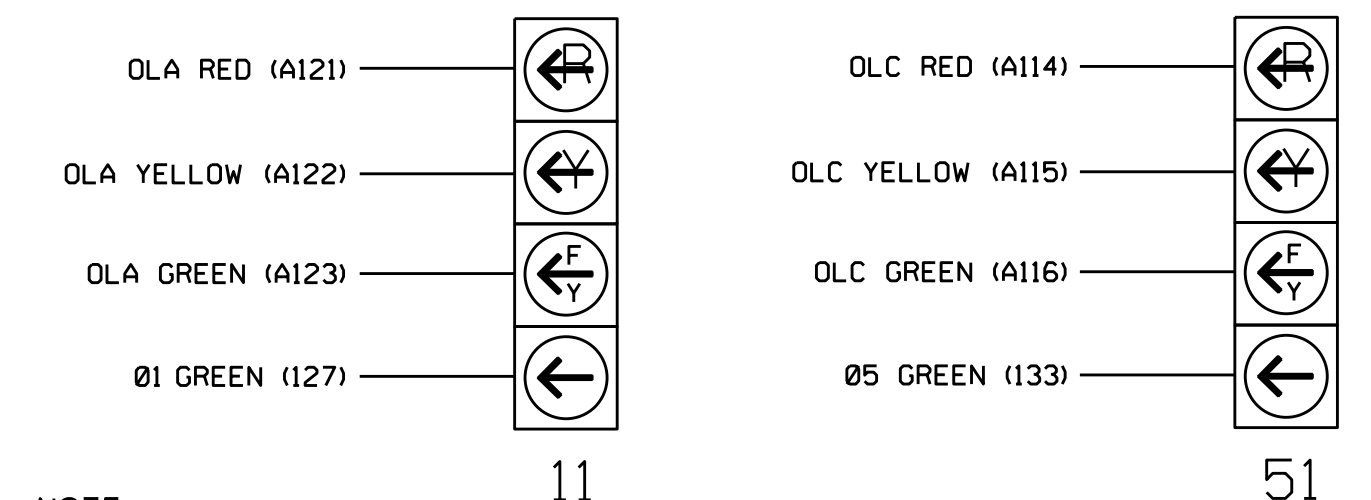 OLA RED (A121)
R
OLA YELLOW (A122)
Y
OLA GREEN (A123)
F
Y
Ø1 GREEN (127)
11
OLC RED (A114)
R
OLC YELLOW (A115)
Y
OLC GREEN (A116)
F
Y
Ø5 GREEN (133)
51
NOTE